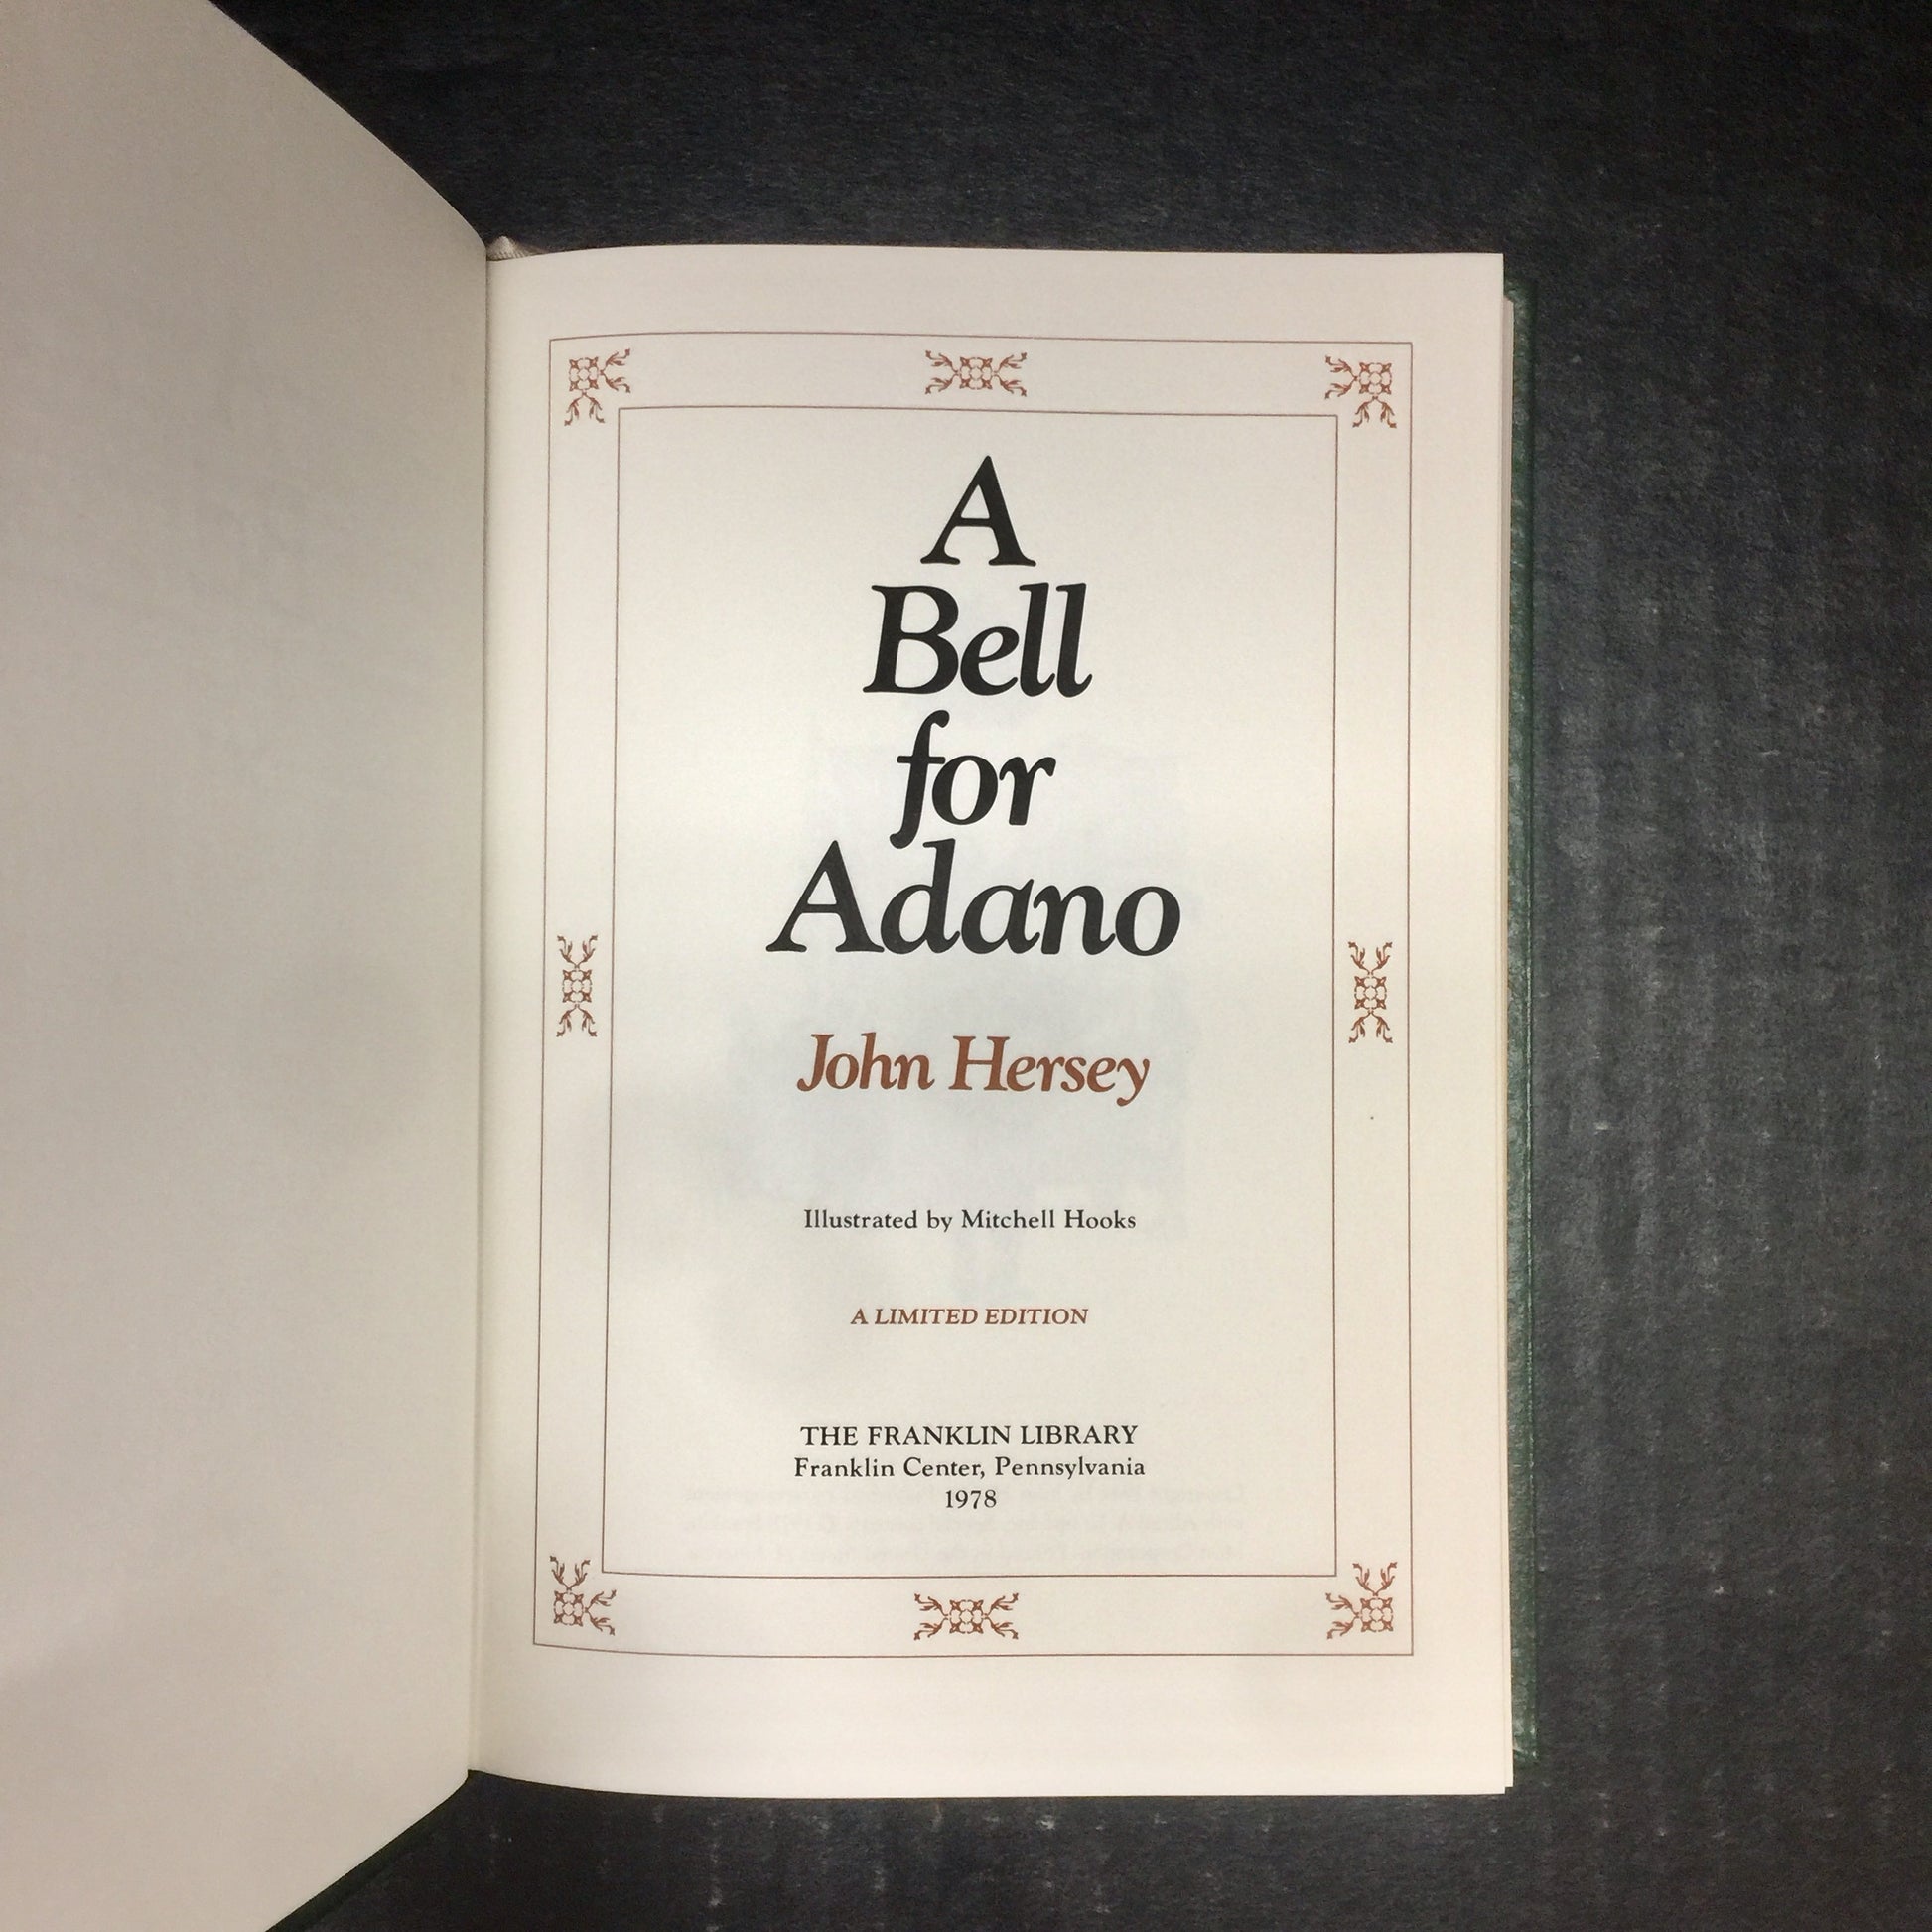 A
Bell
for
Adano
John Hersey
Illustrated by Mitchell Hooks
A LIMITED EDITION
THE FRANKLIN LIBRARY
Franklin Center, Pennsylvania
1978